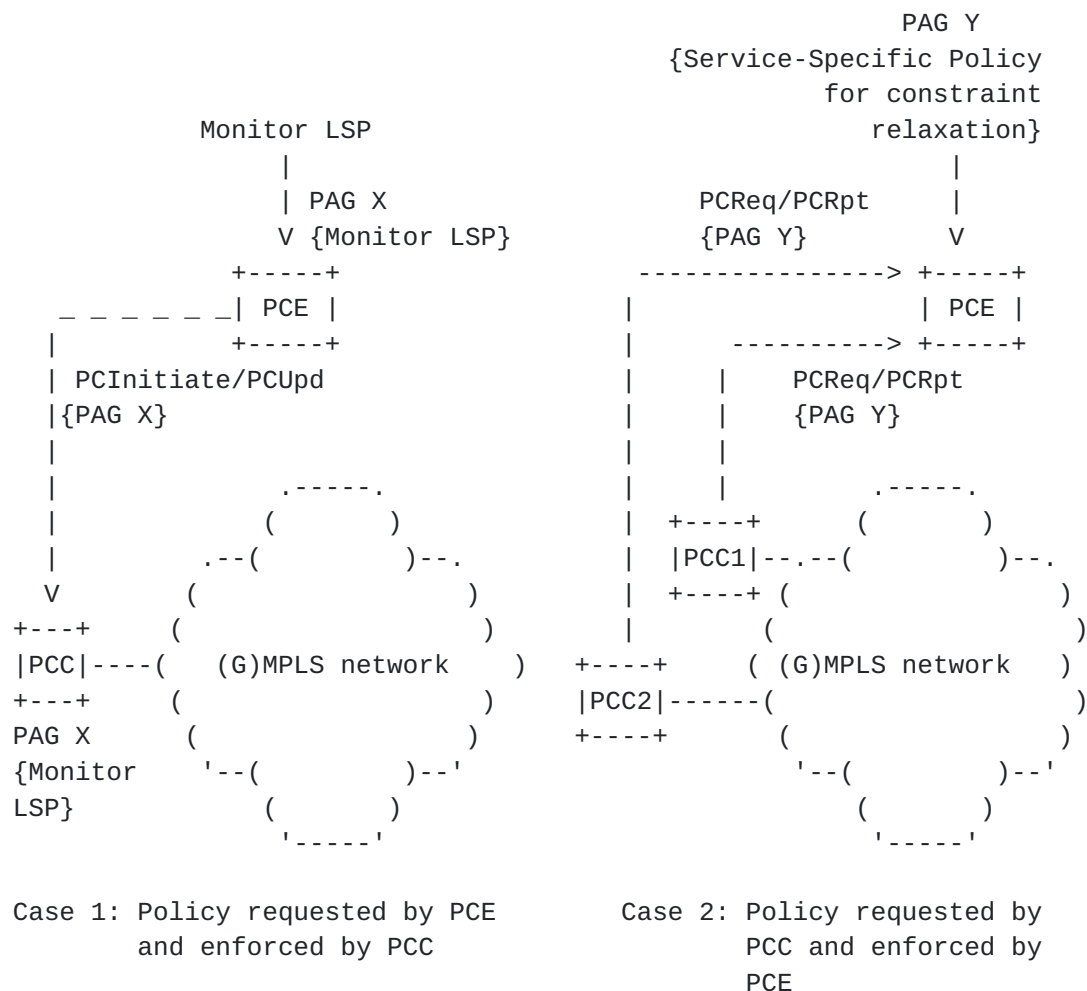 PAG Y
                                          {Service-Specific Policy
                                                    for constraint
            Monitor LSP                                relaxation}
                 |                                          |
                 | PAG X                    PCReq/PCRpt     |
                 V {Monitor LSP}            {PAG Y}         V
              +-----+                   ----------------> +-----+
   _ _ _ _ _ _| PCE |                  |                  | PCE |
  |           +-----+                  |      ----------> +-----+
  | PCInitiate/PCUpd                   |     |    PCReq/PCRpt
  |{PAG X}                             |     |    {PAG Y}
  |                                    |     |
  |              .-----.               |     |         .-----.
  |             (       )              |  +----+      (       )
  |         .--(         )--.          |  |PCC1|--.--(         )--.
  V        (                 )         |  +----+ (                 )
+---+     (                   )        |        (                   )
|PCC|----(   (G)MPLS network    )   +----+     ( (G)MPLS network   )
+---+     (                   )     |PCC2|------(                   )
PAG X      (                 )      +----+       (                 )
{Monitor    '--(         )--'                     '--(         )--'
LSP}            (       )                             (       )
                 '-----'                               '-----'
Case 1: Policy requested by PCE        Case 2: Policy requested by
        and enforced by PCC                    PCC and enforced by
                                               PCE